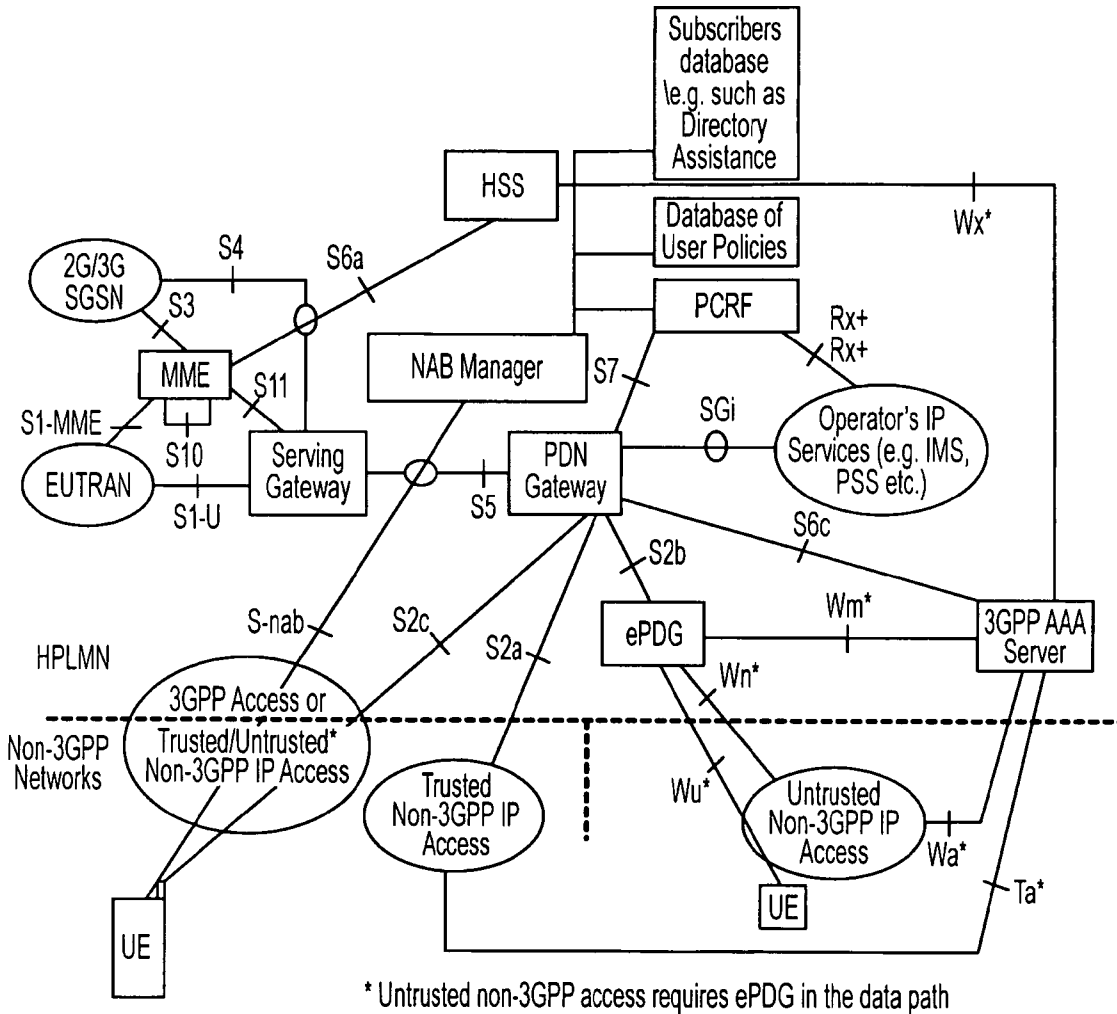 Subscribers
database
\e.g. such as
Directory
Assistance
HSS
Wx*
Database of
User Policies
S4
S6a
2G/3G
SGSN
S3
PCRF
Rx+
Rx+
NAB Manager
S7
MME
S11
S1-MME
S10
SGi
Operator's IP
Services (e.g. IMS,
PSS etc.)
Serving
Gateway
PDN
Gateway
EUTRAN
S1-U
S5
S6c
S2b
S-nab
S2c
S2a
ePDG
Wm*
3GPP AAA
Server
HPLMN
Wn*
3GPP Access or
Trusted/Untrusted*
Non-3GPP IP Access
Non-3GPP
Networks
Trusted
Non-3GPP IP
Access
Wu*
Untrusted
Non-3GPP IP
Access
Wa*
Ta*
UE
UE
* Untrusted non-3GPP access requires ePDG in the data path